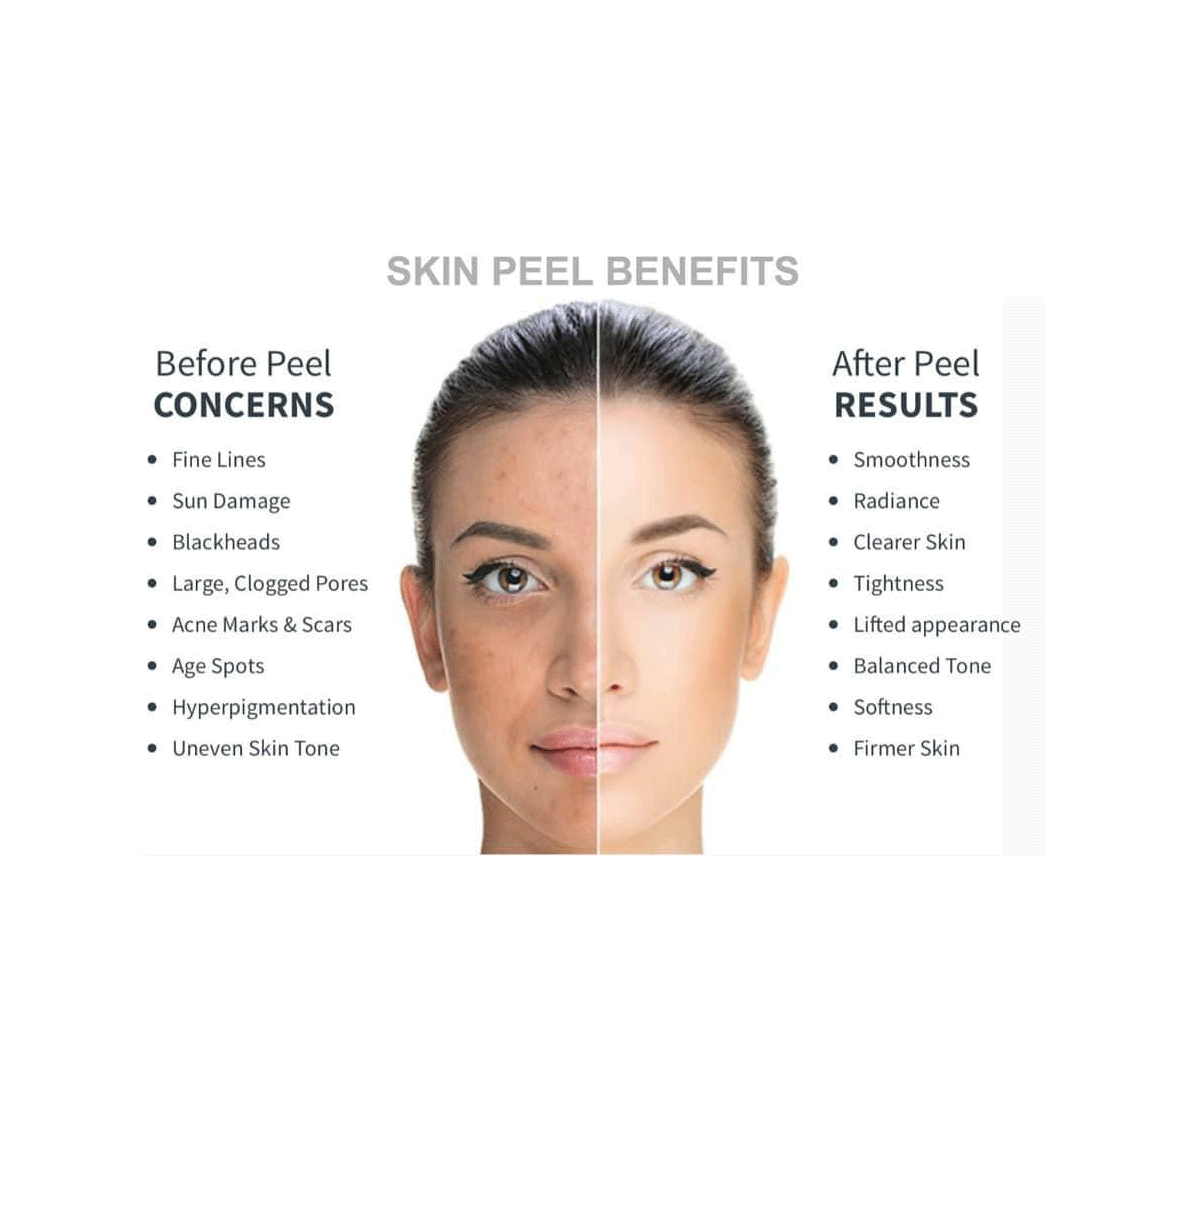 SKIN PEEL BENEFITS
Before Peel
CONCERNS
• Fine Lines
• Sun Damage
• Blackheads
• Large, Clogged Pores
• Acne Marks & Scars
• Age Spots
• Hyperpigmentation
• Uneven Skin Tone
After Peel
RESULTS
• Smoothness
• Radiance
• Clearer Skin
• Tightness
• Lifted appearance
• Balanced Tone
• Softness
• Firmer Skin